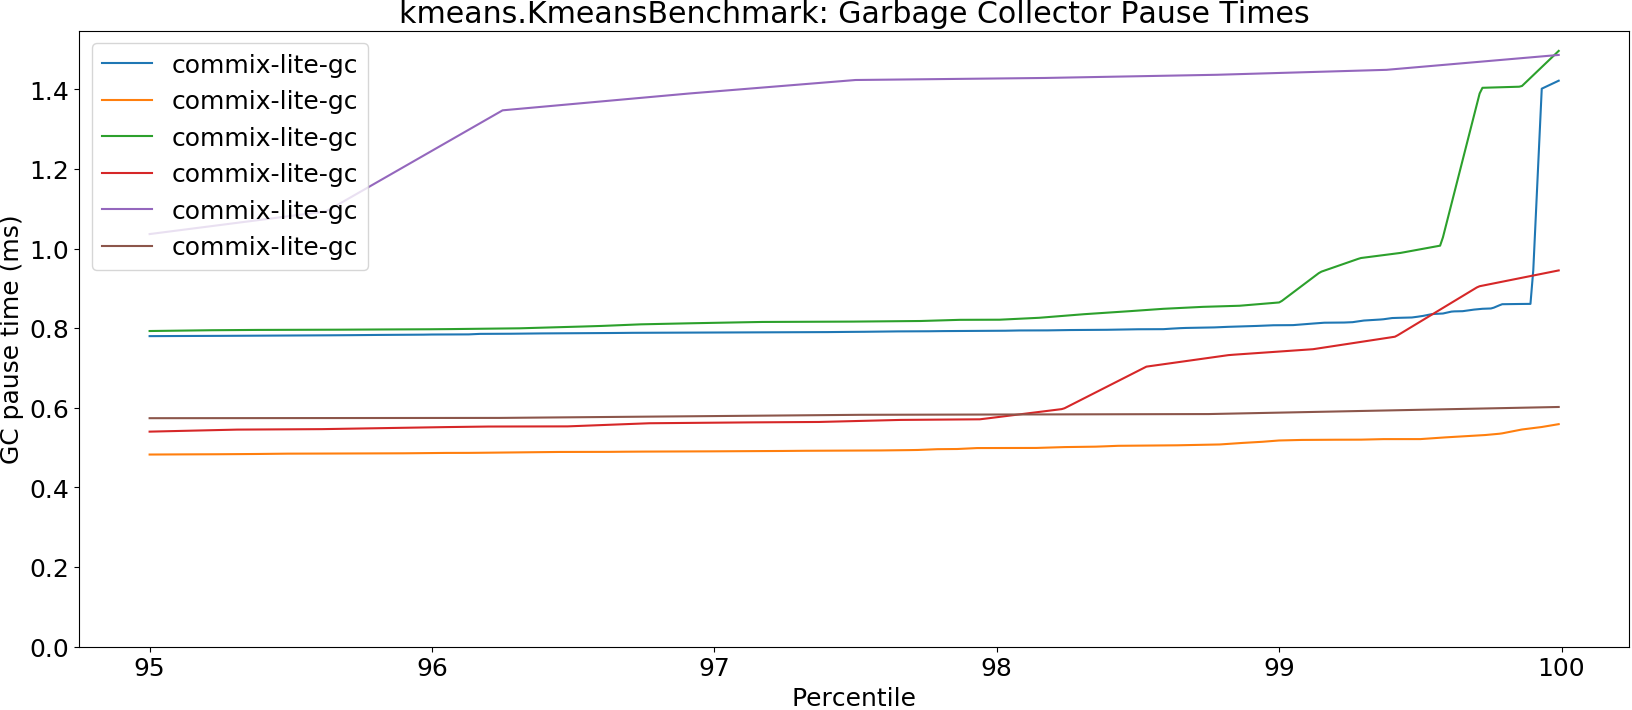 kmeans.KmeansBenchmark: Garbage Collector Pause Times
commix-lite-gc
commix-lite-gc
commix-lite-gc
commix-lite-gc
commix-lite-gc
commix-lite-gc
GC pause time (ms)
1.4
1.2
1.0
0.8
0.6
0.4
0.2
0.0
95 96 97 98 99 100
Percentile